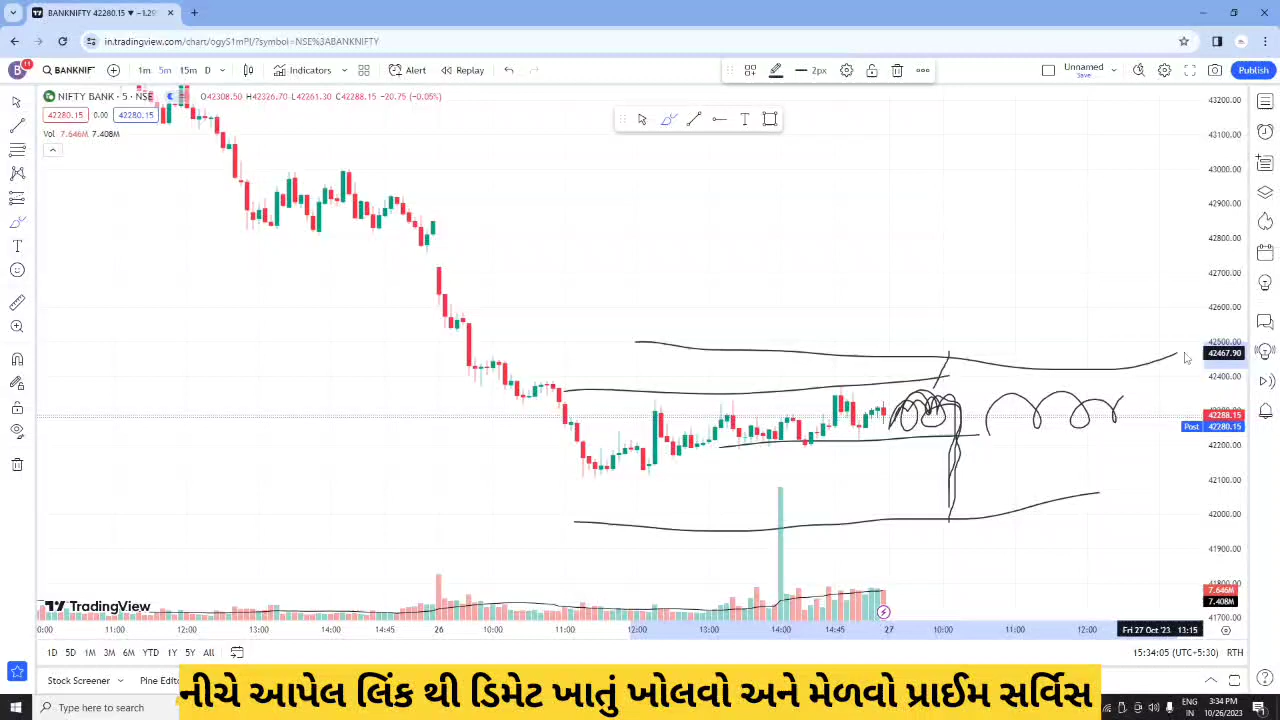 BANKNIFTY 42280.15 ▼ −1.29
in.tradingview.com/chart/ogyS1mPl/?symbol=NSE%3ABANKNIFTY
B 11 BANKNIF 1m 5m 15m D Indicators Alert Replay 2px Unnamed Save Publish
NIFTY BANK · 5 · NSE O42308.50 H42326.70 L42261.30 C42288.15 −20.75 (−0.05%)
42280.15 0.00 42280.15
Vol 7.646M 7.408M
43200.00
43100.00
43000.00
42900.00
42800.00
42700.00
42600.00
42500.00
42467.90
42400.00
42288.15
Post 42280.15
42200.00
42100.00
42000.00
41900.00
7.646M
7.408M
41700.00
TradingView
11:00 12:00 13:00 14:00 14:45 26 10:00 11:00 12:00 13:00 14:00 14:45 27 10:00 11:00 12:00 Fri 27 Oct '23 13:15
1D 5D 1M 3M 6M YTD 1Y 5Y All 15:34:05 (UTC+5:30) RTH
Stock Screener Pine Edito
નીચે આપેલ લિંક થી ડિમેટ ખાતું ખોલવો અને મેળવો પ્રાઈમ સર્વિસ
Type here to search ENG IN 3:34 PM 10/26/2023